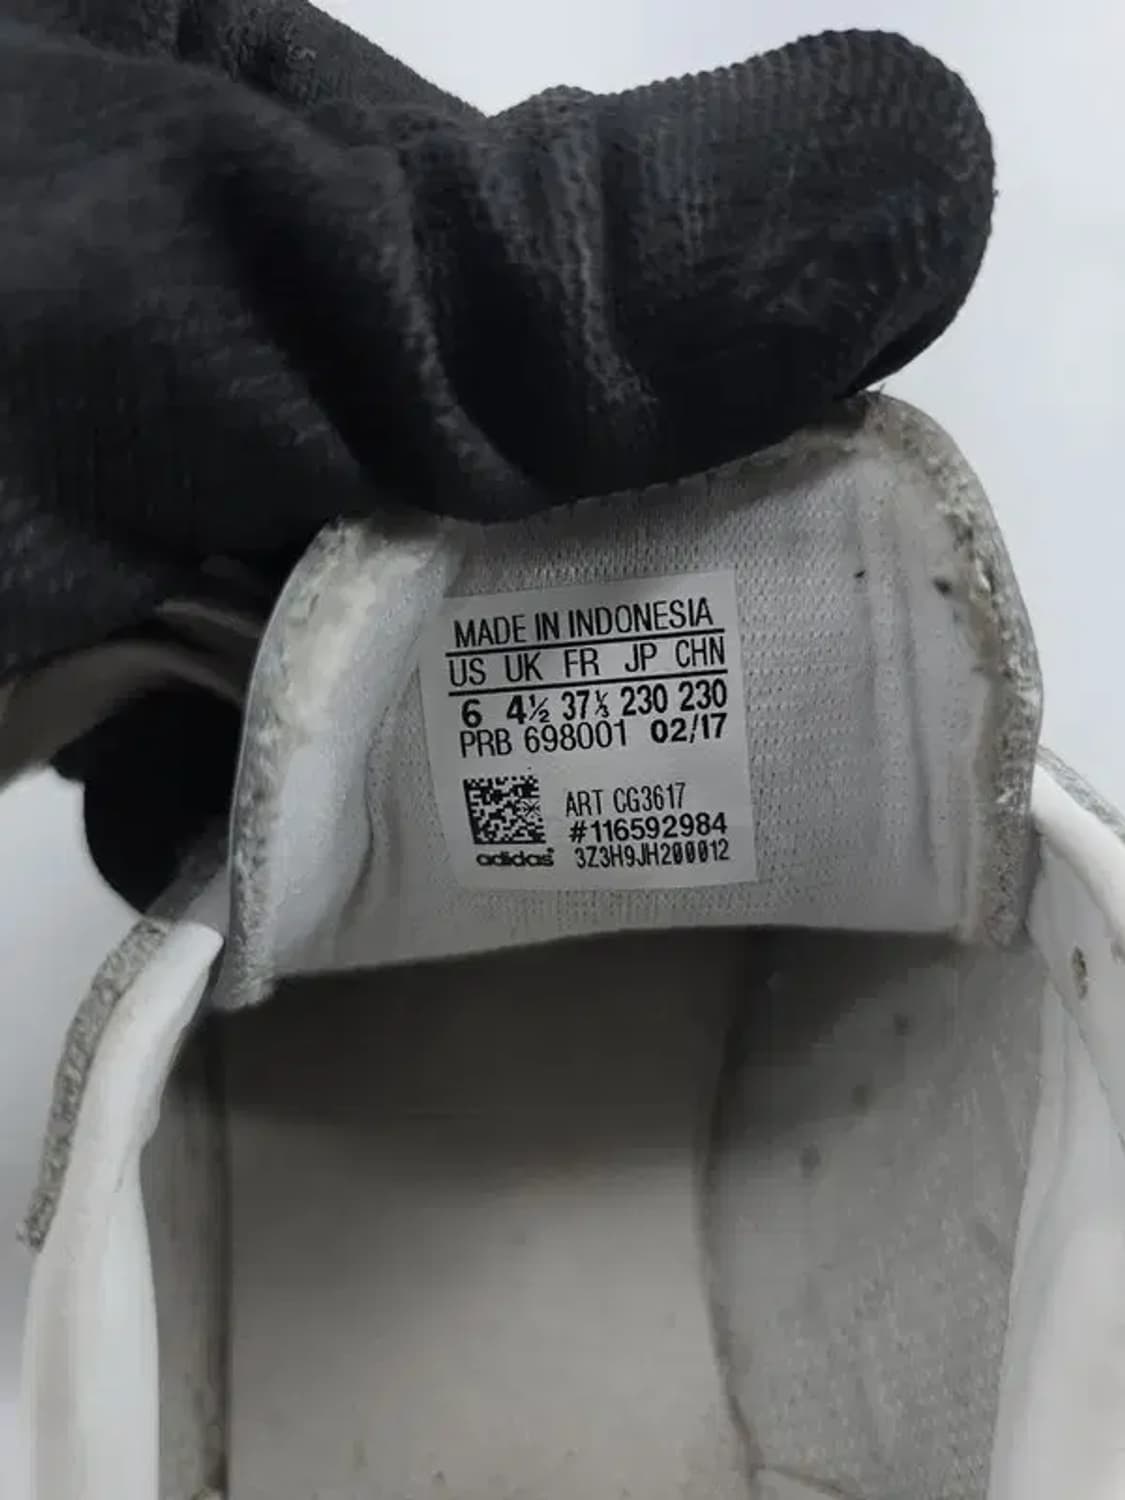 MADE IN INDONESIA
US UK FR JP CHN
6 4½ 37⅓ 230 230
PRB 698001 02/17
ART CG3617
#116592984
adidas® 3Z3H9JH200012